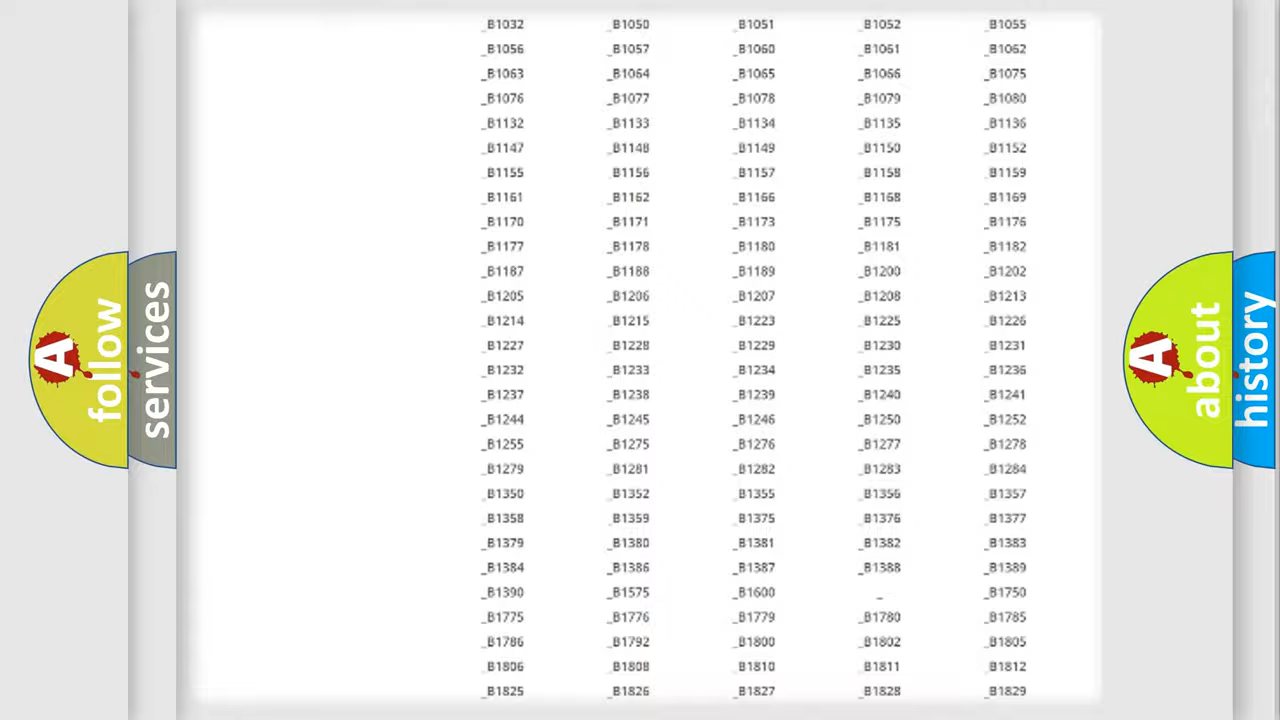 _B1032 _B1050 _B1051 _B1052 _B1055
_B1056 _B1057 _B1060 _B1061 _B1062
_B1063 _B1064 _B1065 _B1066 _B1075
_B1076 _B1077 _B1078 _B1079 _B1080
_B1132 _B1133 _B1134 _B1135 _B1136
_B1147 _B1148 _B1149 _B1150 _B1152
_B1155 _B1156 _B1157 _B1158 _B1159
_B1161 _B1162 _B1166 _B1168 _B1169
_B1170 _B1171 _B1173 _B1175 _B1176
_B1177 _B1178 _B1180 _B1181 _B1182
_B1187 _B1188 _B1189 _B1200 _B1202
_B1205 _B1206 _B1207 _B1208 _B1213
_B1214 _B1215 _B1223 _B1225 _B1226
_B1227 _B1228 _B1229 _B1230 _B1231
_B1232 _B1233 _B1234 _B1235 _B1236
_B1237 _B1238 _B1239 _B1240 _B1241
_B1244 _B1245 _B1246 _B1250 _B1252
_B1255 _B1275 _B1276 _B1277 _B1278
_B1279 _B1281 _B1282 _B1283 _B1284
_B1350 _B1352 _B1355 _B1356 _B1357
_B1358 _B1359 _B1375 _B1376 _B1377
_B1379 _B1380 _B1381 _B1382 _B1383
_B1384 _B1386 _B1387 _B1388 _B1389
_B1390 _B1575 _B1600 _ _B1750
_B1775 _B1776 _B1779 _B1780 _B1785
_B1786 _B1792 _B1800 _B1802 _B1805
_B1806 _B1808 _B1810 _B1811 _B1812
_B1825 _B1826 _B1827 _B1828 _B1829
A follow
services
A about
history